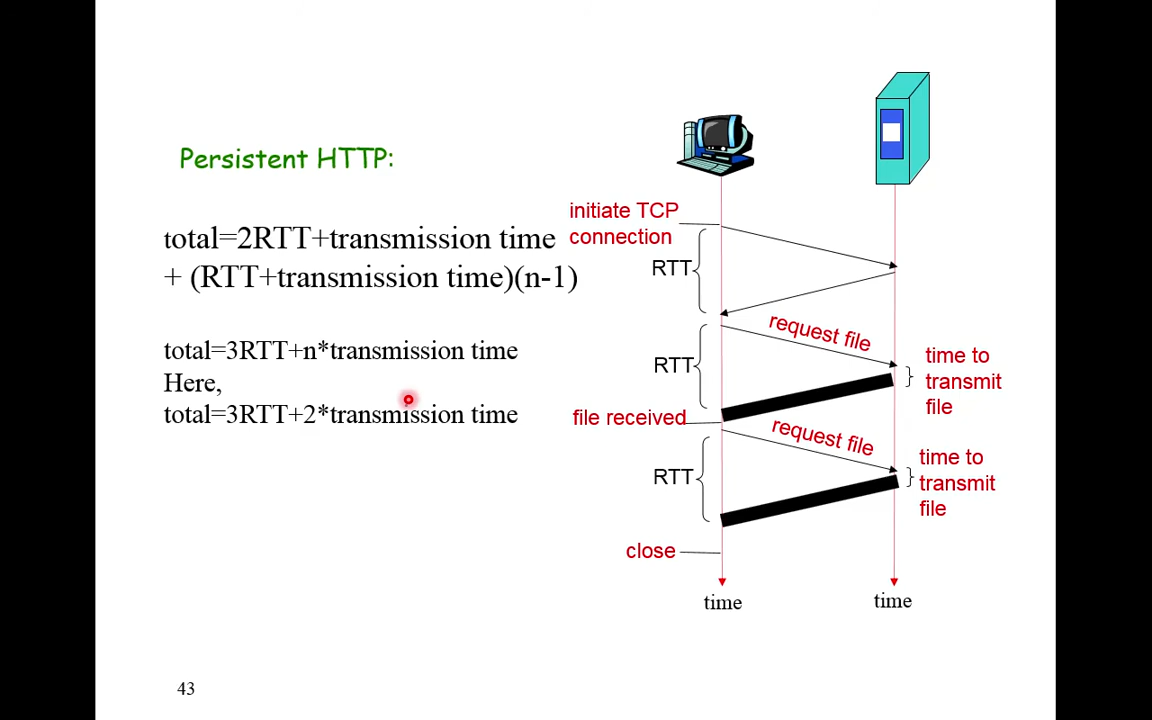 Persistent HTTP:
total=2RTT+transmission time
+ (RTT+transmission time)(n-1)
total=3RTT+n*transmission time
Here,
total=3RTT+2*transmission time
initiate TCP
connection
RTT
request file
RTT
time to
transmit
file
file received
request file
RTT
time to
transmit
file
close
time
time
43